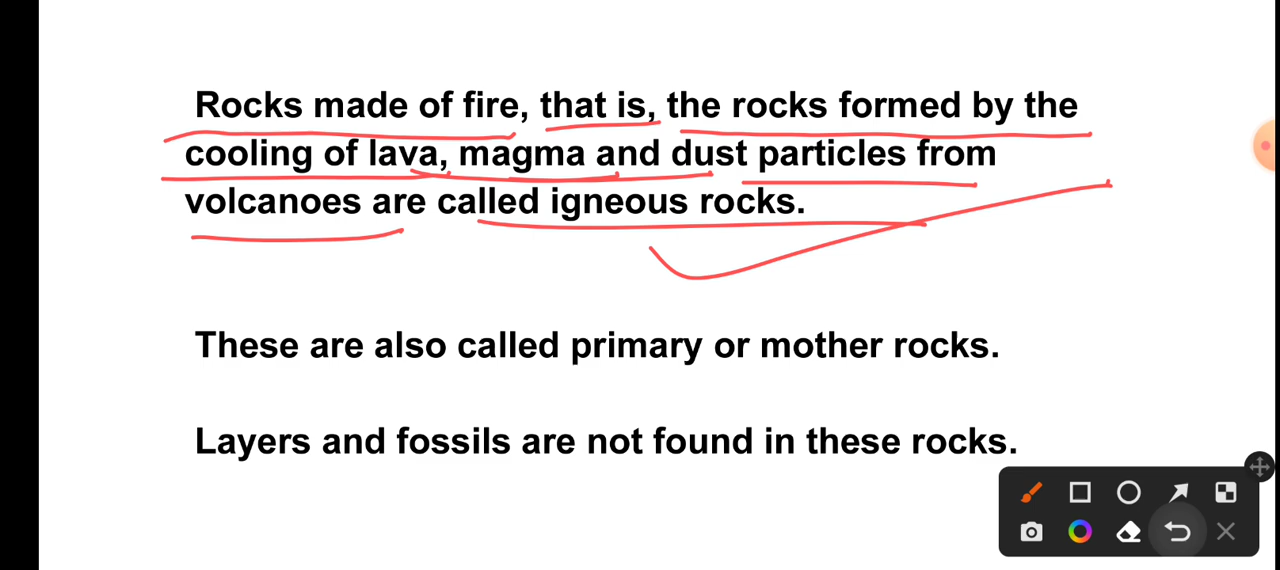 Rocks made of fire, that is, the rocks formed by the
cooling of lava, magma and dust particles from
volcanoes are called igneous rocks.
These are also called primary or mother rocks.
Layers and fossils are not found in these rocks.